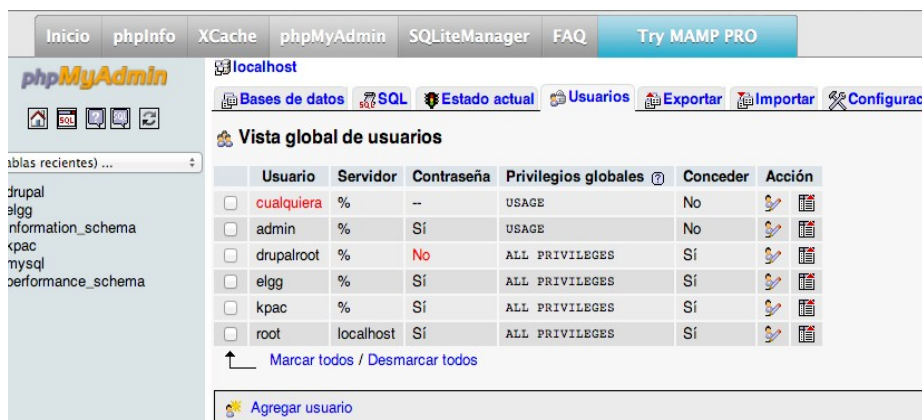 Inicio phpInfo XCache phpMyAdmin SQLiteManager FAQ Try MAMP PRO
phpMyAdmin
SQL
ablas recientes) ...
drupal
elgg
information_schema
kpac
mysql
performance_schema
localhost
Bases de datos SQL Estado actual Usuarios Exportar Importar Configurac
Vista global de usuarios
Usuario Servidor Contraseña Privilegios globales Conceder Acción
cualquiera % -- USAGE No
admin % Sí USAGE No
drupalroot % No ALL PRIVILEGES Sí
elgg % Sí ALL PRIVILEGES Sí
kpac % Sí ALL PRIVILEGES Sí
root localhost Sí ALL PRIVILEGES Sí
Marcar todos / Desmarcar todos
Agregar usuario